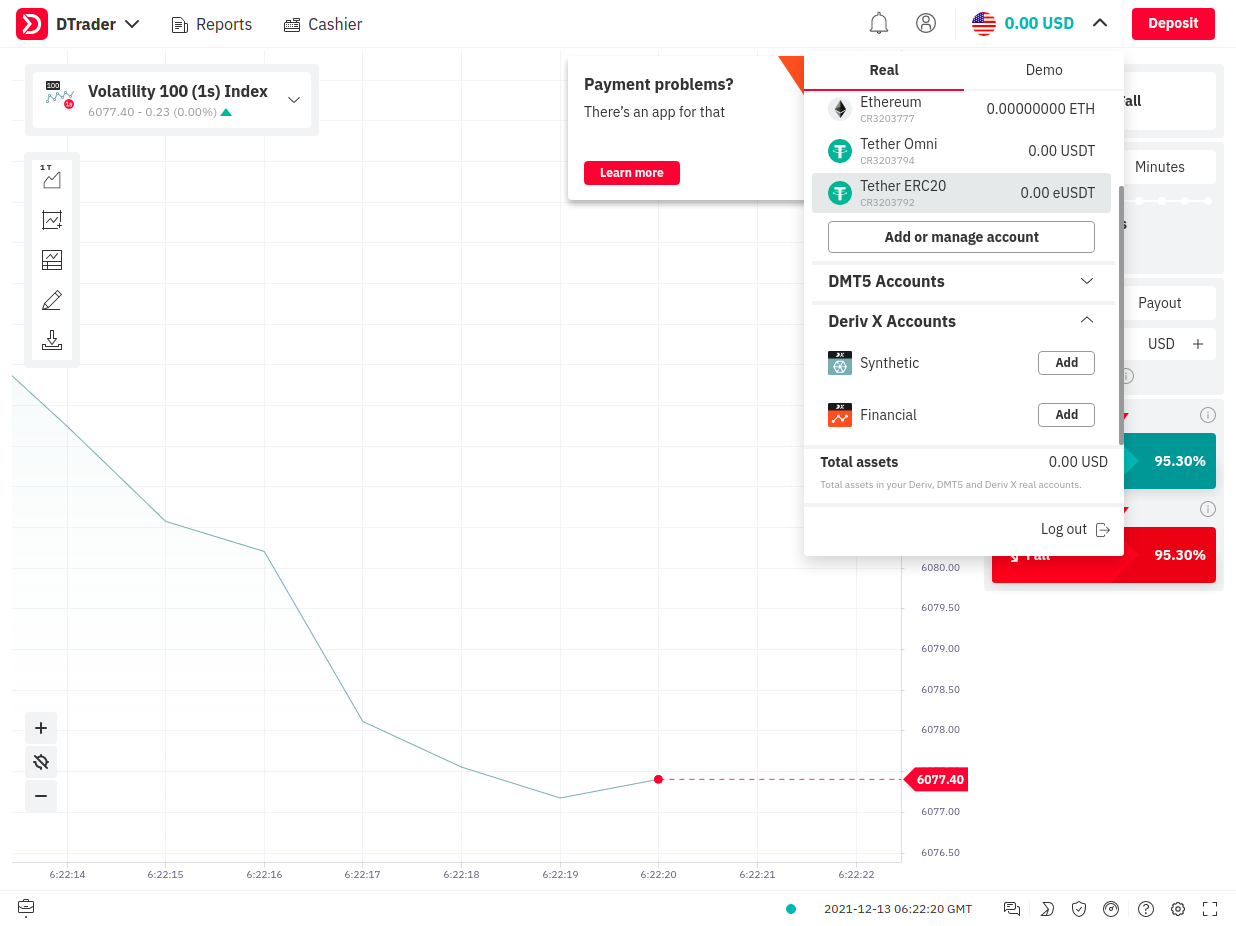 DTrader
Reports
Cashier
0.00 USD
Deposit
100
1s
Volatility 100 (1s) Index
6077.40 - 0.23 (0.00%)
1T
Payment problems?
There's an app for that
Learn more
Real
Demo
Ethereum
CR3203777
0.00000000 ETH
Tether Omni
CR3203794
0.00 USDT
Tether ERC20
CR3203792
0.00 eUSDT
Add or manage account
DMT5 Accounts
Deriv X Accounts
Synthetic
Add
Financial
Add
Total assets
0.00 USD
Total assets in your Deriv, DMT5 and Deriv X real accounts.
Log out
Minutes
Payout
USD
+
95.30%
Fall
95.30%
6080.00
6079.50
6079.00
6078.50
6078.00
6077.40
6077.00
6076.50
6:22:14
6:22:15
6:22:16
6:22:17
6:22:18
6:22:19
6:22:20
6:22:21
6:22:22
2021-12-13 06:22:20 GMT